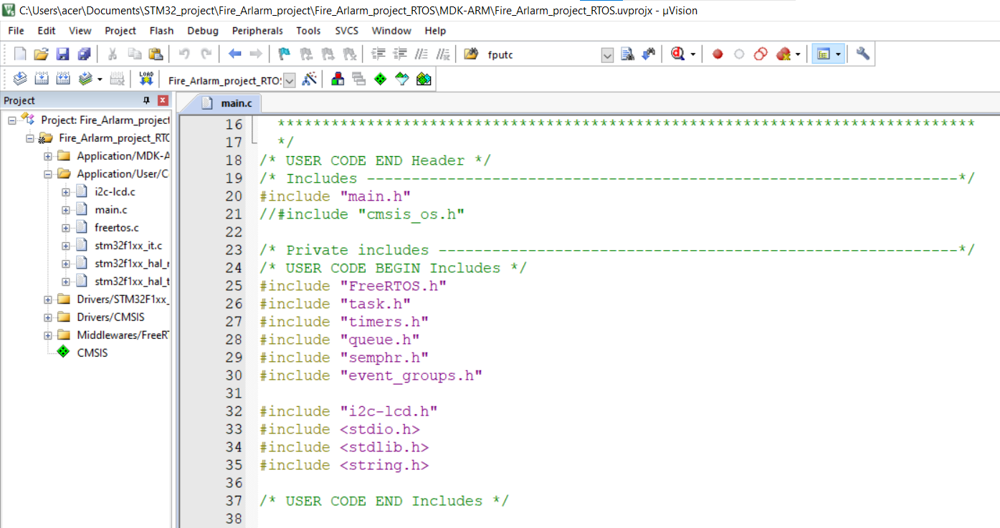 C:\Users\acer\Documents\STM32_project\Fire_Arlarm_project\Fire_Arlarm_project_RTOS\MDK-ARM\Fire_Arlarm_project_RTOS.uvprojx - µVision
File Edit View Project Flash Debug Peripherals Tools SVCS Window Help
fputc
LOAD Fire_Arlarm_project_RTO
Project
main.c
Project: Fire_Arlarm_project
Fire_Arlarm_project_RTO
Application/MDK-A
Application/User/C
i2c-lcd.c
main.c
freertos.c
stm32f1xx_it.c
stm32f1xx_hal_r
stm32f1xx_hal_t
Drivers/STM32F1xx_
Drivers/CMSIS
Middlewares/FreeR
CMSIS
16 ******************************************************************************
17 */
18 /* USER CODE END Header */
19 /* Includes ------------------------------------------------------------------*/
20 #include "main.h"
21 //#include "cmsis_os.h"
22
23 /* Private includes ----------------------------------------------------------*/
24 /* USER CODE BEGIN Includes */
25 #include "FreeRTOS.h"
26 #include "task.h"
27 #include "timers.h"
28 #include "queue.h"
29 #include "semphr.h"
30 #include "event_groups.h"
31
32 #include "i2c-lcd.h"
33 #include <stdio.h>
34 #include <stdlib.h>
35 #include <string.h>
36
37 /* USER CODE END Includes */
38